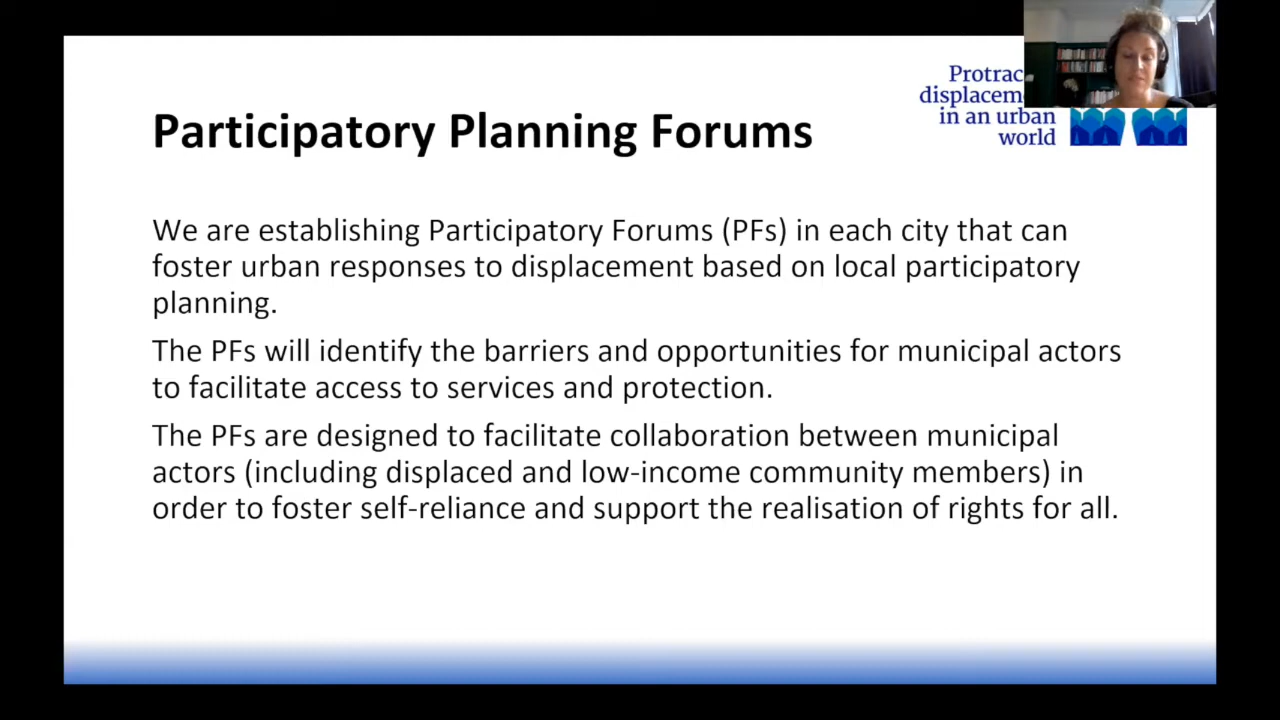 Participatory Planning Forums
in an urban
world
We are establishing Participatory Forums (PFs) in each city that can
foster urban responses to displacement based on local participatory
planning.
The PFs will identify the barriers and opportunities for municipal actors
to facilitate access to services and protection.
The PFs are designed to facilitate collaboration between municipal
actors (including displaced and low-income community members) in
order to foster self-reliance and support the realisation of rights for all.